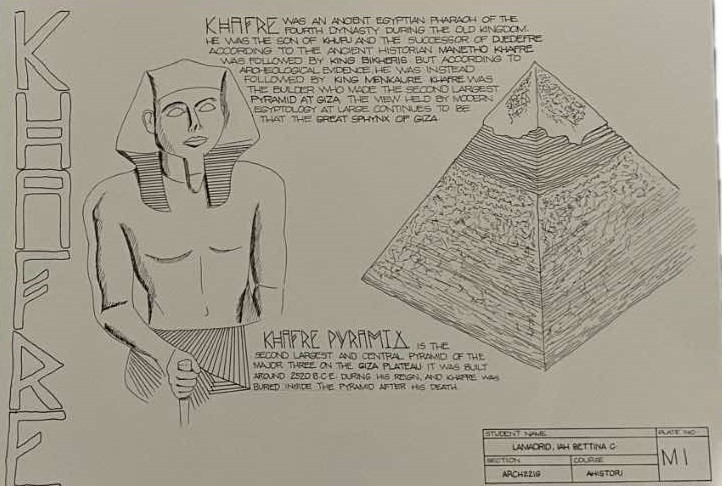 KHAFRE
KHAFRE WAS AN ANCIENT EGYPTIAN PHARAOH OF THE
FOURTH DYNASTY DURING THE OLD KINGDOM.
HE WAS THE SON OF KHUFU AND THE SUCCESSOR OF DJEDEFRE
ACCORDING TO THE ANCIENT HISTORIAN MANETHO KHAFRE
WAS FOLLOWED BY KING BIKHERIS, BUT ACCORDING TO
ARCHEOLOGICAL EVIDENCE, HE WAS INSTEAD
FOLLOWED BY KING MENKAURE. KHAFRE WAS
THE BUILDER WHO MADE THE SECOND LARGEST
PYRAMID AT GIZA. THE VIEW HELD BY MODERN
EGYPTOLOGY AT LARGE CONTINUES TO BE
THAT THE GREAT SPHYNX OF GIZA
KHAFRE PYRAMID IS THE
SECOND LARGEST AND CENTRAL PYRAMID OF THE
MAJOR THREE ON THE GIZA PLATEAU. IT WAS BUILT
AROUND 2520 B.C.E. DURING HIS REIGN, AND KHAFRE WAS
BURIED INSIDE THE PYRAMID AFTER HIS DEATH.
STUDENT NAME
LAMADRID, IAH BETTINA C.
PLATE NO.
M1
SECTION
COURSE
ARCH221G
AHISTORI